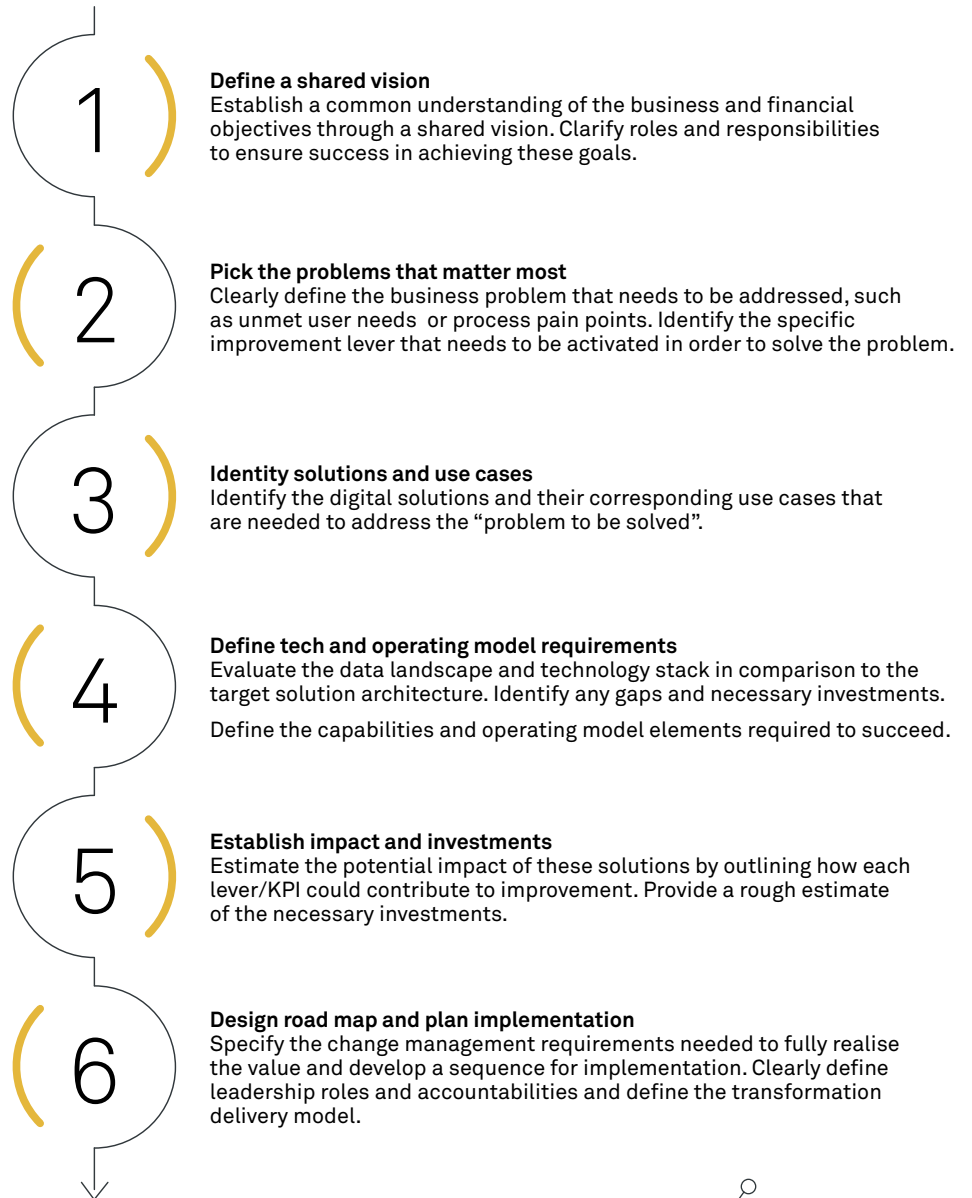 1
Define a shared vision
Establish a common understanding of the business and financial
objectives through a shared vision. Clarify roles and responsibilities
to ensure success in achieving these goals.
2
Pick the problems that matter most
Clearly define the business problem that needs to be addressed, such
as unmet user needs  or process pain points. Identify the specific
improvement lever that needs to be activated in order to solve the problem.
3
Identity solutions and use cases
Identify the digital solutions and their corresponding use cases that
are needed to address the “problem to be solved”.
4
Define tech and operating model requirements
Evaluate the data landscape and technology stack in comparison to the
target solution architecture. Identify any gaps and necessary investments.
Define the capabilities and operating model elements required to succeed.
5
Establish impact and investments
Estimate the potential impact of these solutions by outlining how each
lever/KPI could contribute to improvement. Provide a rough estimate
of the necessary investments.
6
Design road map and plan implementation
Specify the change management requirements needed to fully realise
the value and develop a sequence for implementation. Clearly define
leadership roles and accountabilities and define the transformation
delivery model.